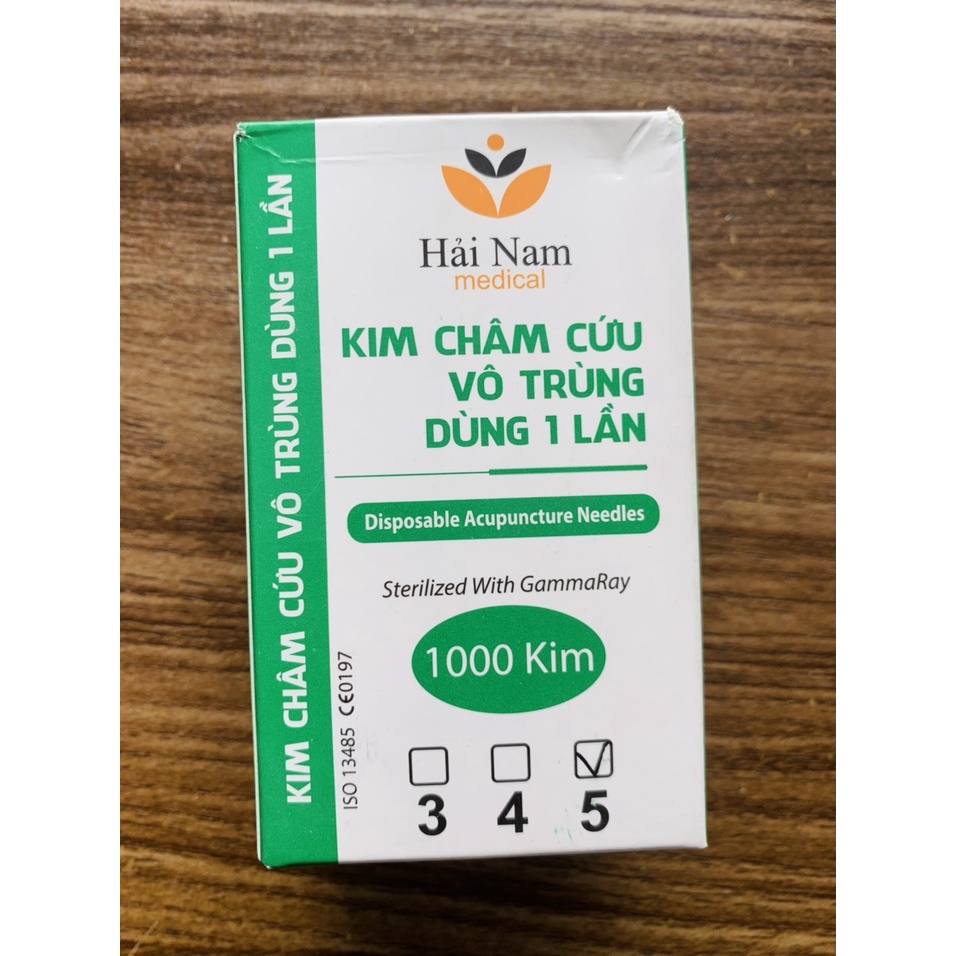 KIM CHÂM CỨU VÔ TRÙNG DÙNG 1 LẦN
Hải Nam
medical
KIM CHÂM CỨU
VÔ TRÙNG
DÙNG 1 LẦN
Disposable Acupuncture Needles
Sterilized With GammaRay
1000 Kim
ISO 13485 CE0197
3 4 5